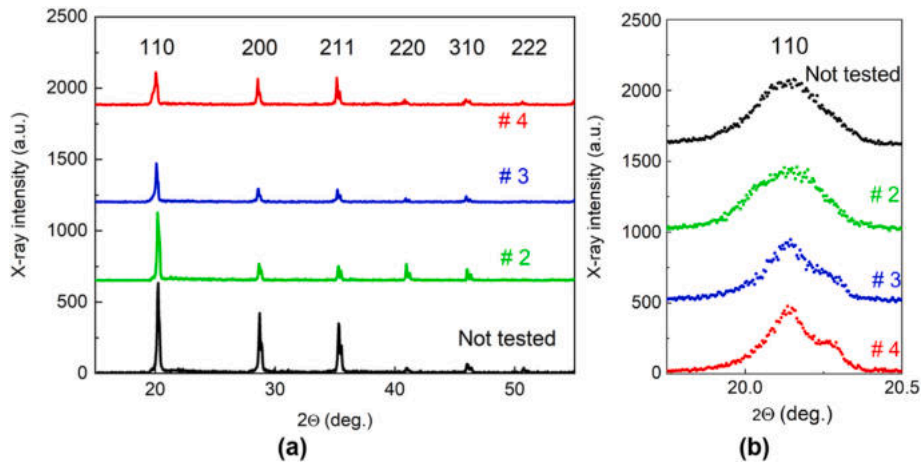 (a)
110 200 211 220 310 222
# 4
# 3
# 2
Not tested
X-ray intensity (a.u.)
2000
1500
1000
500
0
20 30 40 50
2Θ (deg.)
(a)
110
Not tested
# 2
# 3
# 4
X-ray intensity (a.u.)
2500
2000
1500
1000
500
0
20.0 20.5
2Θ (deg.)
(b)